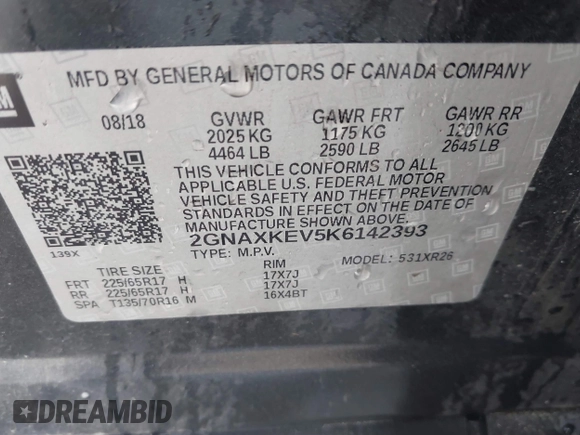 GM
MFD BY GENERAL MOTORS OF CANADA COMPANY
08/18 GVWR GAWR FRT GAWR RR
2025 KG 1175 KG 1200 KG
4464 LB 2590 LB 2645 LB
THIS VEHICLE CONFORMS TO ALL
APPLICABLE U.S. FEDERAL MOTOR
VEHICLE SAFETY AND THEFT PREVENTION
STANDARDS IN EFFECT ON THE DATE OF
MANUFACTURE SHOWN ABOVE.
139X 2GNAXKEV5K6142393
TYPE: M.P.V. MODEL: 531XR26
TIRE SIZE RIM
FRT 225/65R17 H 17X7J
RR 225/65R17 H 17X7J
SPA T135/70R16 M 16X4BT
DREAMBID